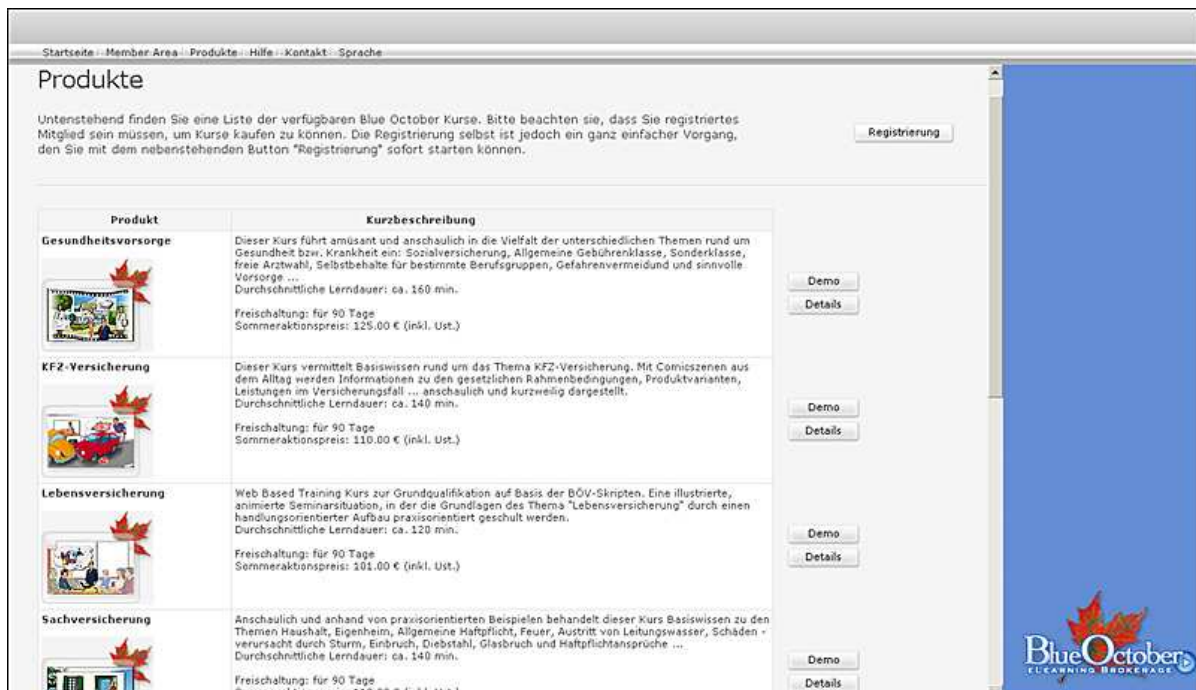 Startseite Member Area Produkte Hilfe Kontakt Sprache
Produkte
Untenstehend finden Sie eine Liste der verfügbaren Blue October Kurse. Bitte beachten sie, dass Sie registriertes
Mitglied sein müssen, um Kurse kaufen zu können. Die Registrierung selbst ist jedoch ein ganz einfacher Vorgang,
den Sie mit dem nebenstehenden Button "Registrierung" sofort starten können.
Registrierung
Produkt Kurzbeschreibung
Gesundheitsvorsorge
Dieser Kurs führt amüsant und anschaulich in die Vielfalt der unterschiedlichen Themen rund um
Gesundheit bzw. Krankheit ein: Sozialversicherung, Allgemeine Gebührenklasse, Sonderklasse,
freie Arztwahl, Selbstbehalte für bestimmte Berufsgruppen, Gefahrenvermeidund und sinnvolle
Vorsorge ...
Durchschnittliche Lerndauer: ca. 160 min.
Freischaltung: für 90 Tage
Sommeraktionspreis: 125.00 € (inkl. Ust.)
Demo
Details
KFZ-Versicherung
Dieser Kurs vermittelt Basiswissen rund um das Thema KFZ-Versicherung. Mit Comicszenen aus
dem Alltag werden Informationen zu den gesetzlichen Rahmenbedingungen, Produktvarianten,
Leistungen im Versicherungsfall ... anschaulich und kurzweilig dargestellt.
Durchschnittliche Lerndauer: ca. 140 min.
Freischaltung: für 90 Tage
Sommeraktionspreis: 110.00 € (inkl. Ust.)
Demo
Details
Lebensversicherung
Web Based Training Kurs zur Grundqualifikation auf Basis der BÖV-Skripten. Eine illustrierte,
animierte Seminarsituation, in der die Grundlagen des Thema "Lebensversicherung" durch einen
handlungsorientierter Aufbau praxisorientiert geschult werden.
Durchschnittliche Lerndauer: ca. 120 min.
Freischaltung: für 90 Tage
Sommeraktionspreis: 101.00 € (inkl. Ust.)
Demo
Details
Sachversicherung
Anschaulich und anhand von praxisorientierten Beispielen behandelt dieser Kurs Basiswissen zu den
Themen Haushalt, Eigenheim, Allgemeine Haftpflicht, Feuer, Austritt von Leitungswasser, Schäden -
verursacht durch Sturm, Einbruch, Diebstahl, Glasbruch und Haftpflichtansprüche ...
Durchschnittliche Lerndauer: ca. 140 min.
Freischaltung: für 90 Tage
Demo
Details
Blue October
ELEARNING BROKERAGE